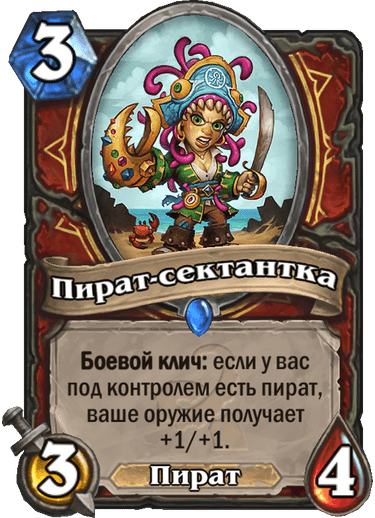 3
Пират-сектантка
Боевой клич: если у вас
под контролем есть пират,
ваше оружие получает
+1/+1.
3
Пират
4